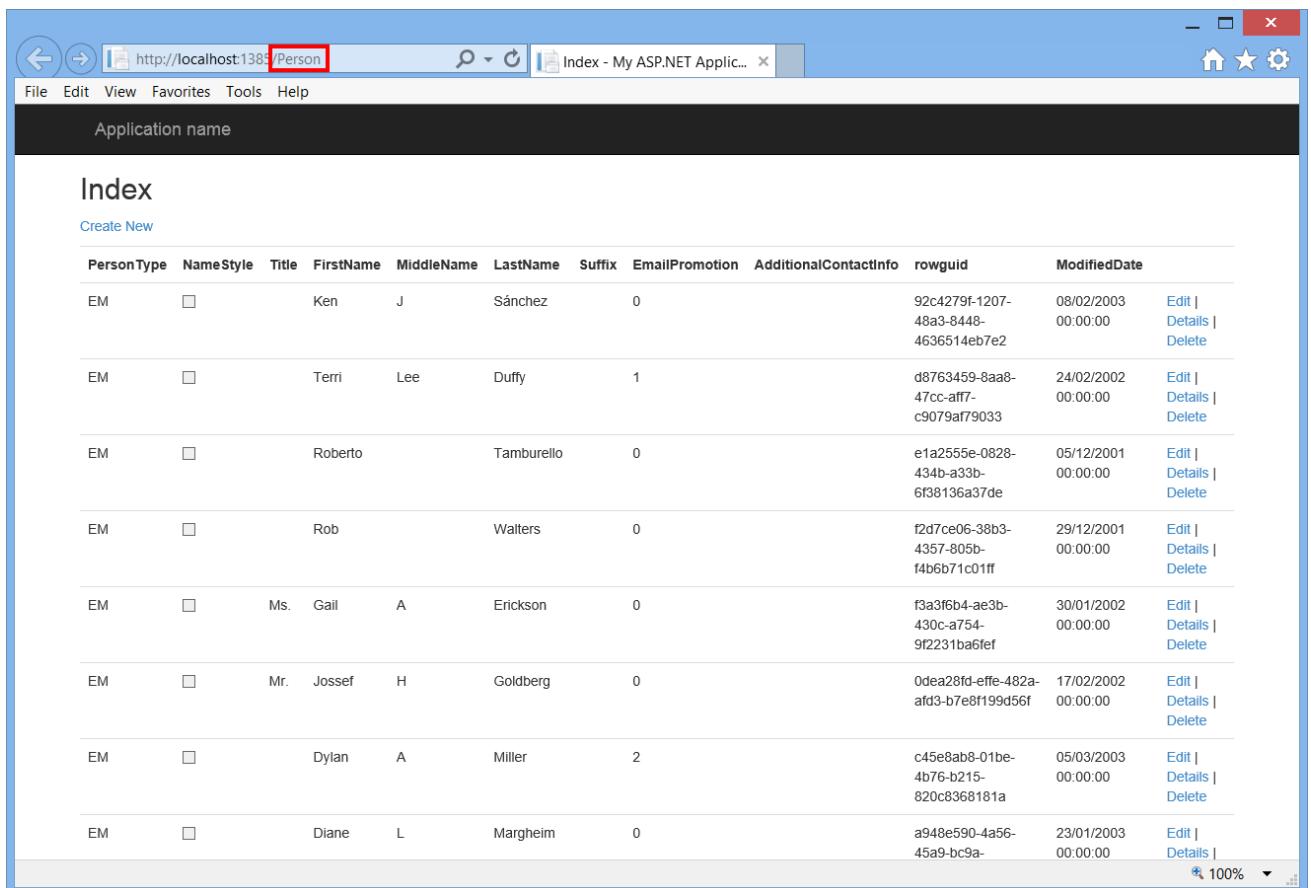 http://localhost:1385/Person
Index - My ASP.NET Applic...
File Edit View Favorites Tools Help
Application name
Index
Create New
PersonType NameStyle Title FirstName MiddleName LastName Suffix EmailPromotion AdditionalContactInfo rowguid ModifiedDate
EM Ken J Sánchez 0 92c4279f-1207- 08/02/2003 Edit |
48a3-8448- 00:00:00 Details |
4636514eb7e2 Delete
EM Terri Lee Duffy 1 d8763459-8aa8- 24/02/2002 Edit |
47cc-aff7- 00:00:00 Details |
c9079af79033 Delete
EM Roberto Tamburello 0 e1a2555e-0828- 05/12/2001 Edit |
434b-a33b- 00:00:00 Details |
6f38136a37de Delete
EM Rob Walters 0 f2d7ce06-38b3- 29/12/2001 Edit |
4357-805b- 00:00:00 Details |
f4b6b71c01ff Delete
EM Ms. Gail A Erickson 0 f3a3f6b4-ae3b- 30/01/2002 Edit |
430c-a754- 00:00:00 Details |
9f2231ba6fef Delete
EM Mr. Jossef H Goldberg 0 0dea28fd-effe-482a- 17/02/2002 Edit |
afd3-b7e8f199d56f 00:00:00 Details |
Delete
EM Dylan A Miller 2 c45e8ab8-01be- 05/03/2003 Edit |
4b76-b215- 00:00:00 Details |
820c8368181a Delete
EM Diane L Margheim 0 a948e590-4a56- 23/01/2003 Edit |
45a9-bc9a- 00:00:00 Details |
100%